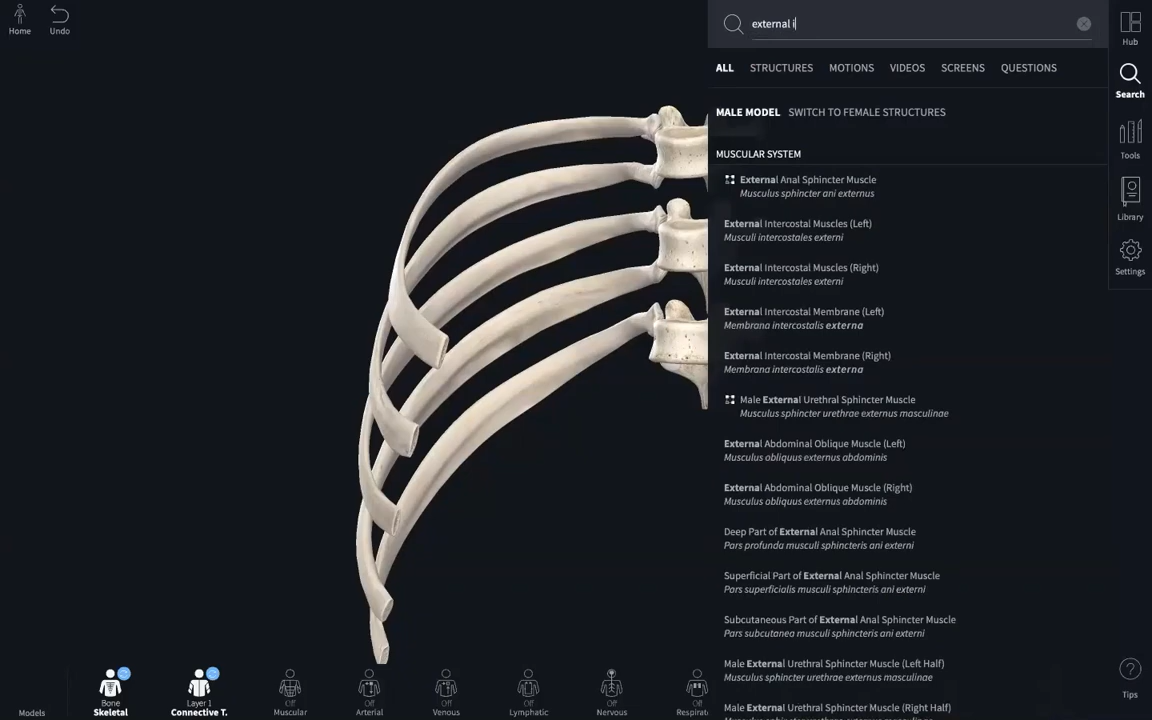 Home
Undo
external i
ALL STRUCTURES MOTIONS VIDEOS SCREENS QUESTIONS
MALE MODEL SWITCH TO FEMALE STRUCTURES
MUSCULAR SYSTEM
External Anal Sphincter Muscle
Musculus sphincter ani externus
External Intercostal Muscles (Left)
Musculi intercostales externi
External Intercostal Muscles (Right)
Musculi intercostales externi
External Intercostal Membrane (Left)
Membrana intercostalis externa
External Intercostal Membrane (Right)
Membrana intercostalis externa
Male External Urethral Sphincter Muscle
Musculus sphincter urethrae externus masculinae
External Abdominal Oblique Muscle (Left)
Musculus obliquus externus abdominis
External Abdominal Oblique Muscle (Right)
Musculus obliquus externus abdominis
Deep Part of External Anal Sphincter Muscle
Pars profunda musculi sphincteris ani externi
Superficial Part of External Anal Sphincter Muscle
Pars superficialis musculi sphincteris ani externi
Subcutaneous Part of External Anal Sphincter Muscle
Pars subcutanea musculi sphincteris ani externi
Male External Urethral Sphincter Muscle (Left Half)
Musculus sphincter urethrae externus masculinae
Male External Urethral Sphincter Muscle (Right Half)
Hub
Search
Tools
Library
Settings
Tips
Models
Bone
Skeletal
Layer 1
Connective T.
Off
Muscular
Off
Arterial
Off
Venous
Off
Lymphatic
Off
Nervous
Off
Respirat